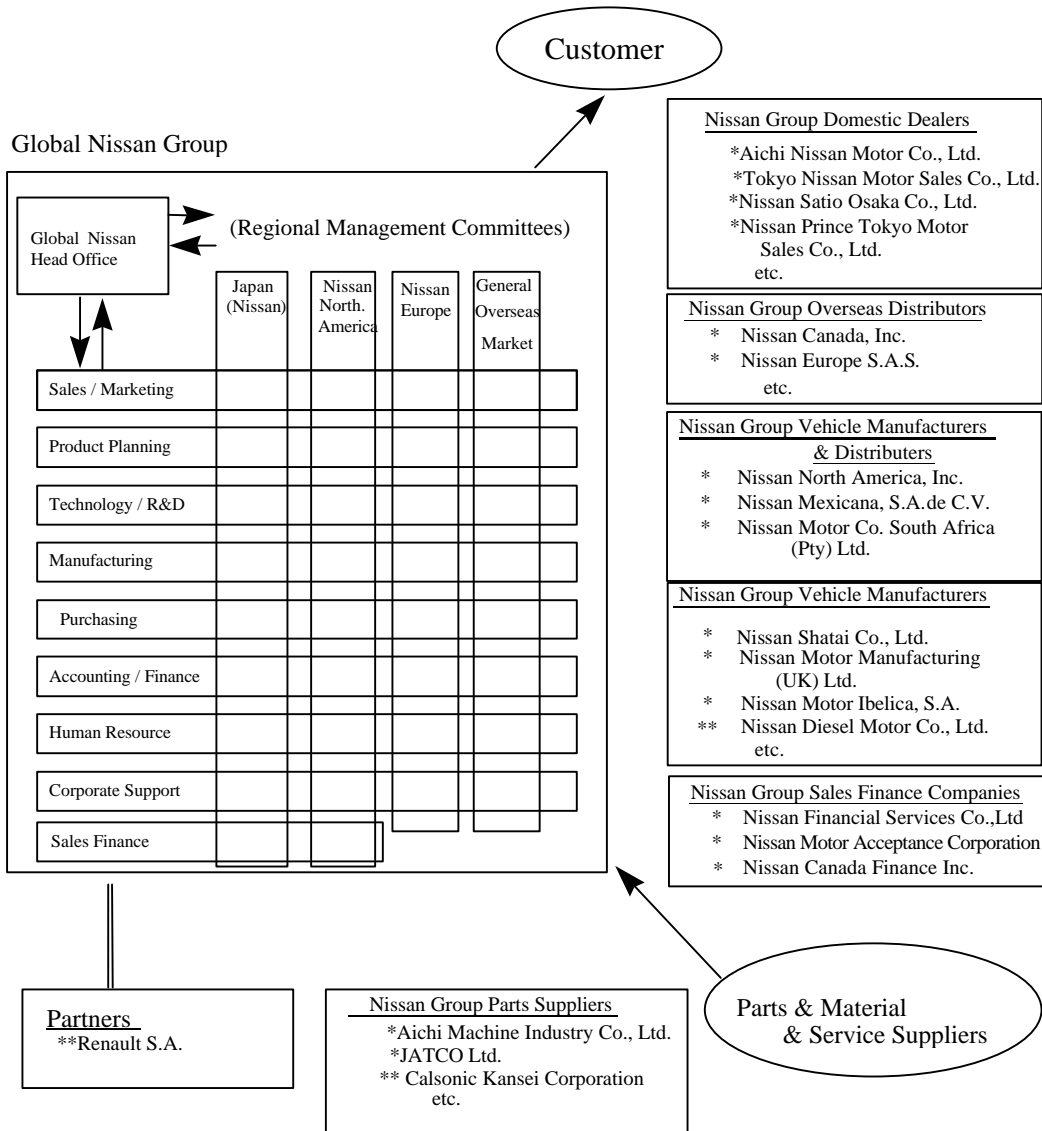 Customer
Global Nissan Group
Global Nissan
Head Office
(Regional Management Committees)
Japan
(Nissan)
Nissan
North.
America
Nissan
Europe
General
Overseas
Market
Sales / Marketing
Product Planning
Technology / R&D
Manufacturing
Purchasing
Accounting / Finance
Human Resource
Corporate Support
Sales Finance
Nissan Group Domestic Dealers
*Aichi Nissan Motor Co., Ltd.
*Tokyo Nissan Motor Sales Co., Ltd.
*Nissan Satio Osaka Co., Ltd.
*Nissan Prince Tokyo Motor
Sales Co., Ltd.
etc.
Nissan Group Overseas Distributors
* Nissan Canada, Inc.
* Nissan Europe S.A.S.
etc.
Nissan Group Vehicle Manufacturers
& Distributers
* Nissan North America, Inc.
* Nissan Mexicana, S.A.de C.V.
* Nissan Motor Co. South Africa
(Pty) Ltd.
Nissan Group Vehicle Manufacturers
* Nissan Shatai Co., Ltd.
* Nissan Motor Manufacturing
(UK) Ltd.
* Nissan Motor Ibelica, S.A.
** Nissan Diesel Motor Co., Ltd.
etc.
Nissan Group Sales Finance Companies
* Nissan Financial Services Co.,Ltd
* Nissan Motor Acceptance Corporation
* Nissan Canada Finance Inc.
Partners
**Renault S.A.
Nissan Group Parts Suppliers
*Aichi Machine Industry Co., Ltd.
*JATCO Ltd.
** Calsonic Kansei Corporation
etc.
Parts & Material
& Service Suppliers